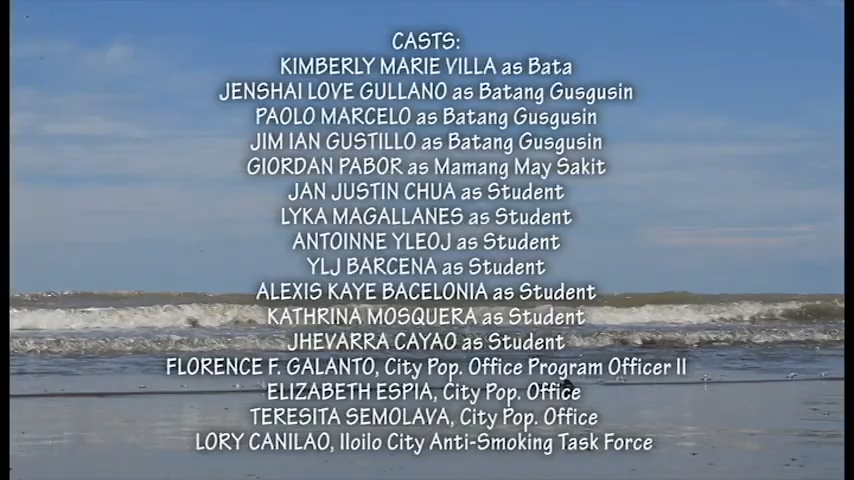 CASTS:
KIMBERLY MARIE VILLA as Bata
JENSHAI LOVE GULLANO as Batang Gusgusin
PAOLO MARCELO as Batang Gusgusin
JIM IAN GUSTILLO as Batang Gusgusin
GIORDAN PABOR as Mamang May Sakit
JAN JUSTIN CHUA as Student
LYKA MAGALLANES as Student
ANTOINNE YLEOJ as Student
YLJ BARCENA as Student
ALEXIS KAYE BACELONIA as Student
KATHRINA MOSQUERA as Student
JHEVARRA CAYAO as Student
FLORENCE F. GALANTO, City Pop. Office Program Officer II
ELIZABETH ESPIA, City Pop. Office
TERESITA SEMOLAVA, City Pop. Office
LORY CANILAO, Iloilo City Anti-Smoking Task Force